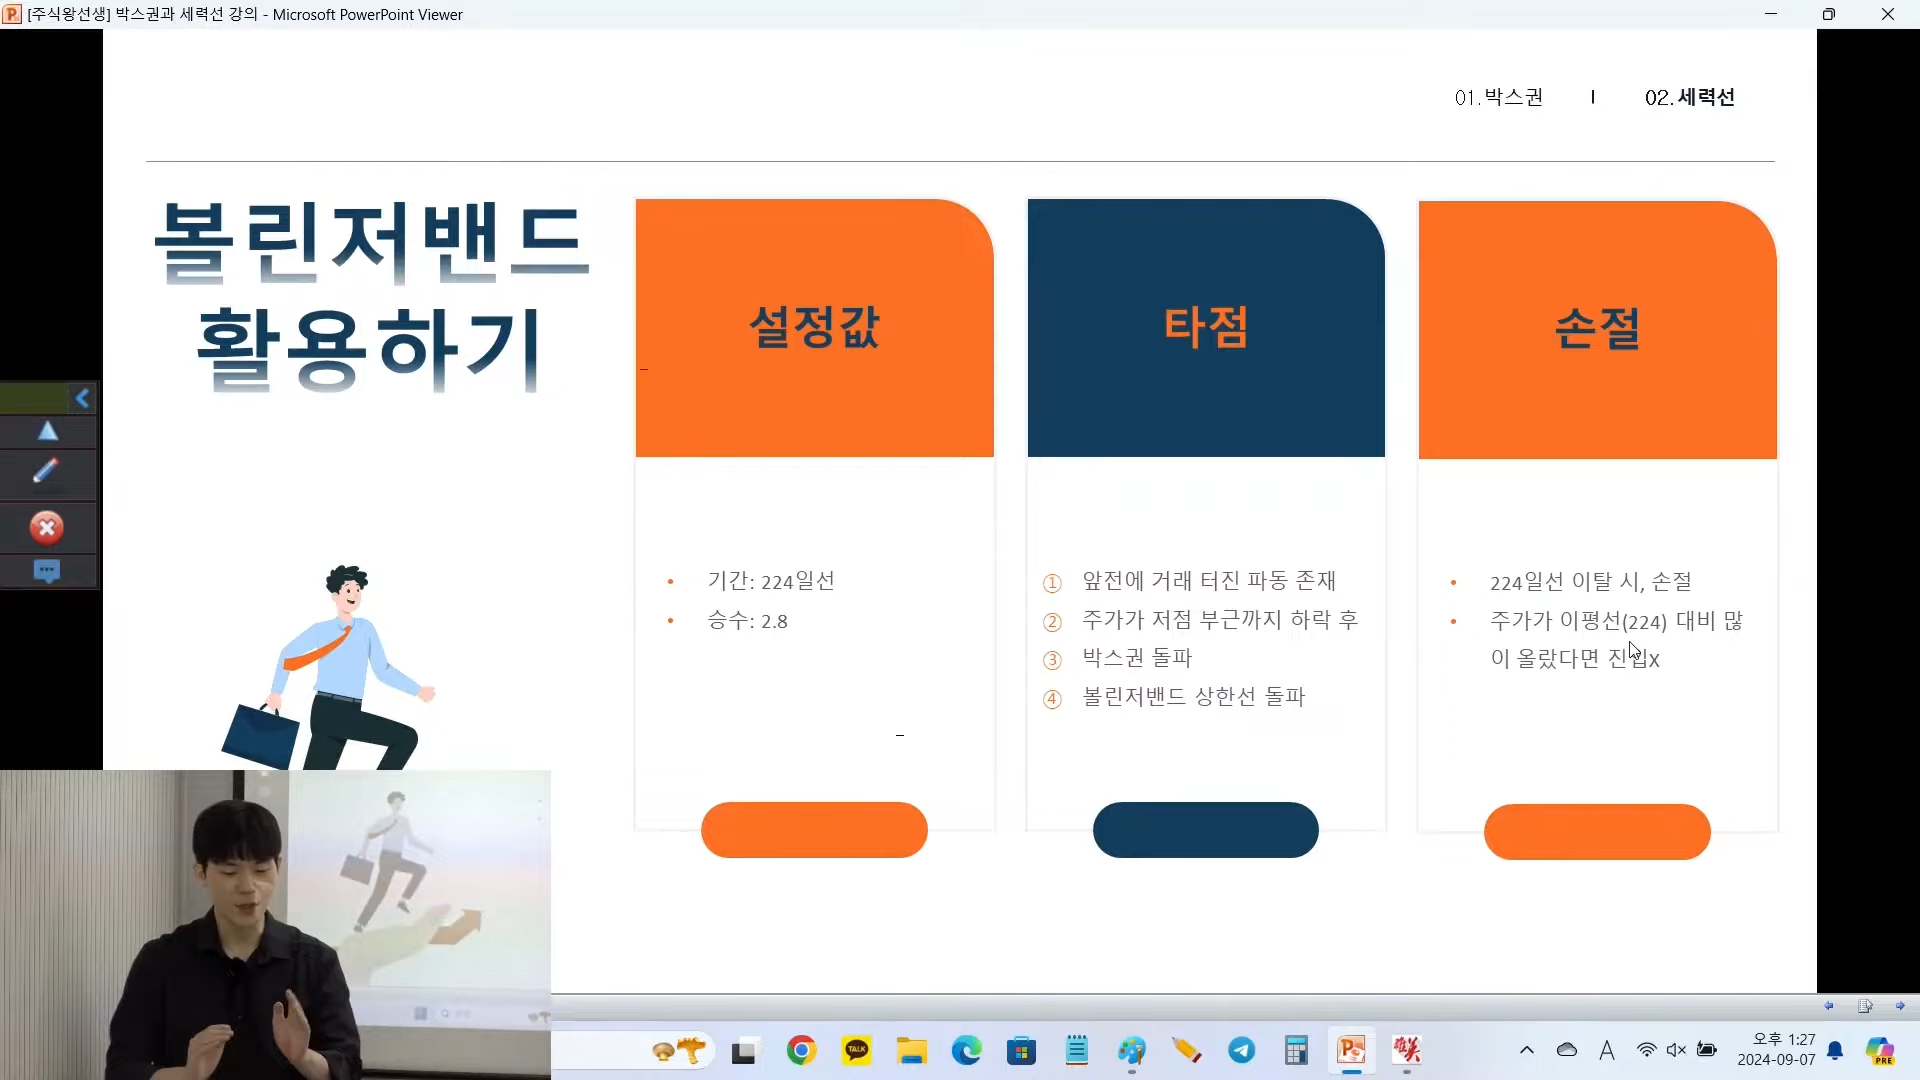 [주식왕선생] 박스권과 세력선 강의 - Microsoft PowerPoint Viewer
01.박스권 | 02.세력선
볼린저밴드
활용하기
설정값
• 기간: 224일선
• 승수: 2.8
타점
① 앞전에 거래 터진 파동 존재
② 주가가 저점 부근까지 하락 후
③ 박스권 돌파
④ 볼린저밴드 상한선 돌파
손절
• 224일선 이탈 시, 손절
• 주가가 이평선(224) 대비 많
이 올랐다면 진입x
TALK
A
오후 1:27
2024-09-07
PRE